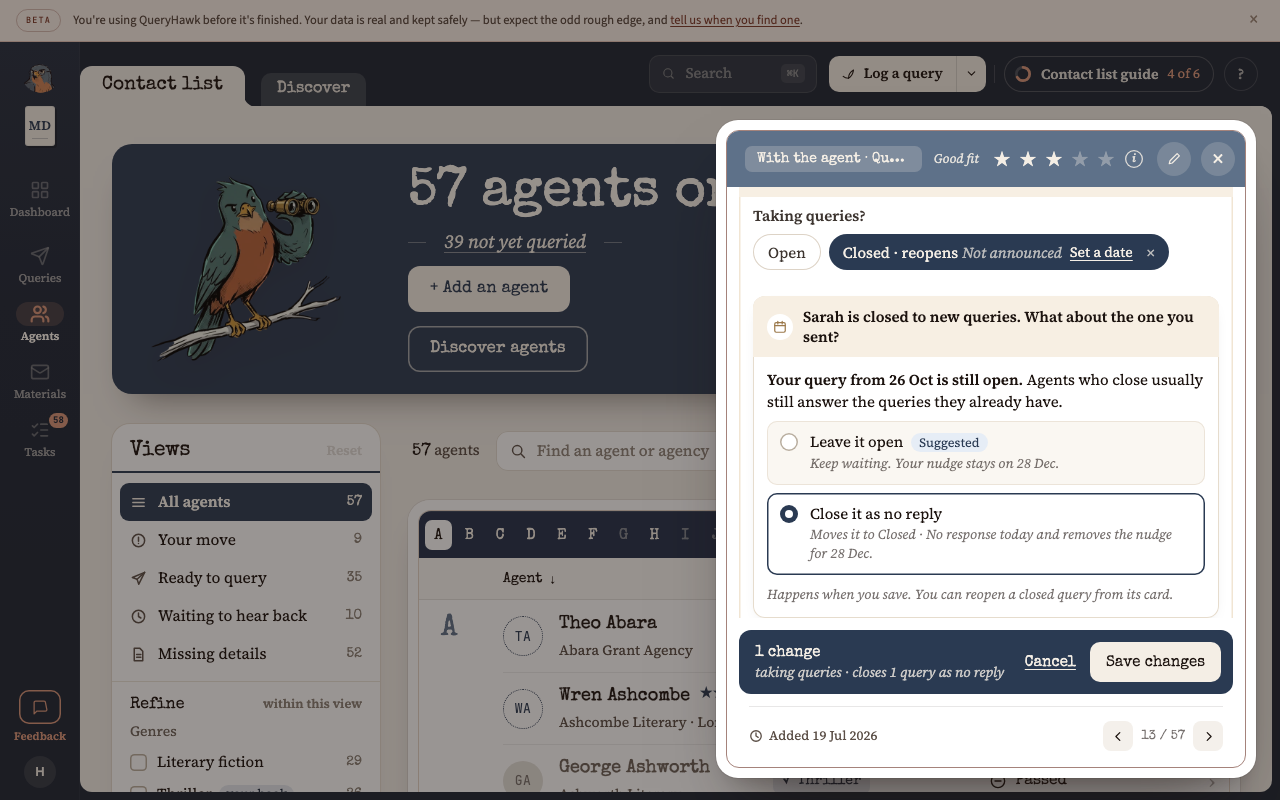 BETA
You're using QueryHawk before it's finished. Your data is real and kept safely — but expect the odd rough edge, and tell us when you find one.
×
MD
Dashboard
Queries
Agents
Materials
58
Tasks
Feedback
H
Contact list
Discover
Search
⌘K
Log a query
Contact list guide 4 of 6
?
57 agents on
39 not yet queried
+ Add an agent
Discover agents
Views
Reset
All agents 57
Your move 9
Ready to query 35
Waiting to hear back 10
Missing details 52
Refine within this view
Genres
Literary fiction 29
57 agents
Find an agent or agency
A B C D E F G H I
Agent ↓
A
TA
Theo Abara
Abara Grant Agency
WA
Wren Ashcombe
Ashcombe Literary
GA
George Ashworth
Thriller
Passed
With the agent · Qu...
Good fit
i
×
Taking queries?
Open
Closed · reopens Not announced Set a date ×
Sarah is closed to new queries. What about the one you
sent?
Your query from 26 Oct is still open. Agents who close usually
still answer the queries they already have.
Leave it open Suggested
Keep waiting. Your nudge stays on 28 Dec.
Close it as no reply
Moves it to Closed · No response today and removes the nudge
for 28 Dec.
Happens when you save. You can reopen a closed query from its card.
1 change
taking queries · closes 1 query as no reply
Cancel
Save changes
Added 19 Jul 2026
13 / 57